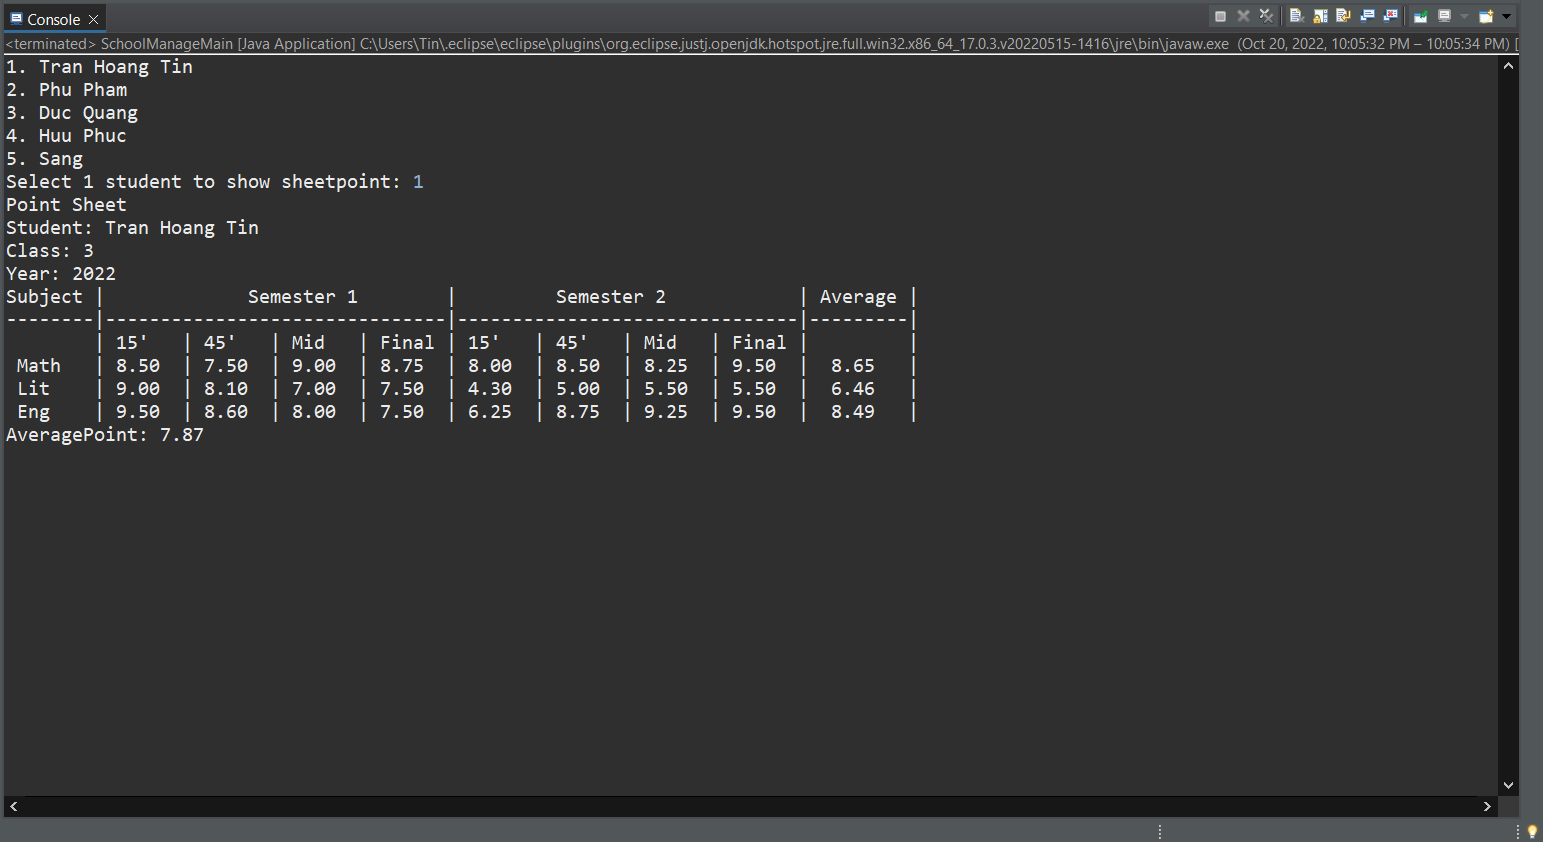 Console
<terminated> SchoolManageMain [Java Application] C:\Users\Tin\.eclipse\eclipse\plugins\org.eclipse.justj.openjdk.hotspot.jre.full.win32.x86_64_17.0.3.v20220515-1416\jre\bin\javaw.exe (Oct 20, 2022, 10:05:32 PM – 10:05:34 PM) [
1. Tran Hoang Tin
2. Phu Pham
3. Duc Quang
4. Huu Phuc
5. Sang
Select 1 student to show sheetpoint: 1
Point Sheet
Student: Tran Hoang Tin
Class: 3
Year: 2022
Subject |             Semester 1        |         Semester 2            | Average |
--------|-------------------------------|-------------------------------|---------|
        | 15'   | 45'   | Mid   | Final | 15'   | 45'   | Mid   | Final |         |
 Math   | 8.50  | 7.50  | 9.00  | 8.75  | 8.00  | 8.50  | 8.25  | 9.50  |  8.65   |
 Lit    | 9.00  | 8.10  | 7.00  | 7.50  | 4.30  | 5.00  | 5.50  | 5.50  |  6.46   |
 Eng    | 9.50  | 8.60  | 8.00  | 7.50  | 6.25  | 8.75  | 9.25  | 9.50  |  8.49   |
AveragePoint: 7.87